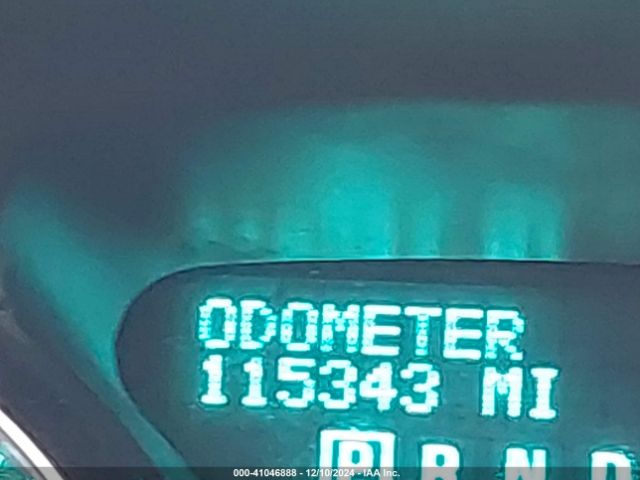 ODOMETER
115343 MI
P R N D
000-41046888 - 12/10/2024 - IAA Inc.